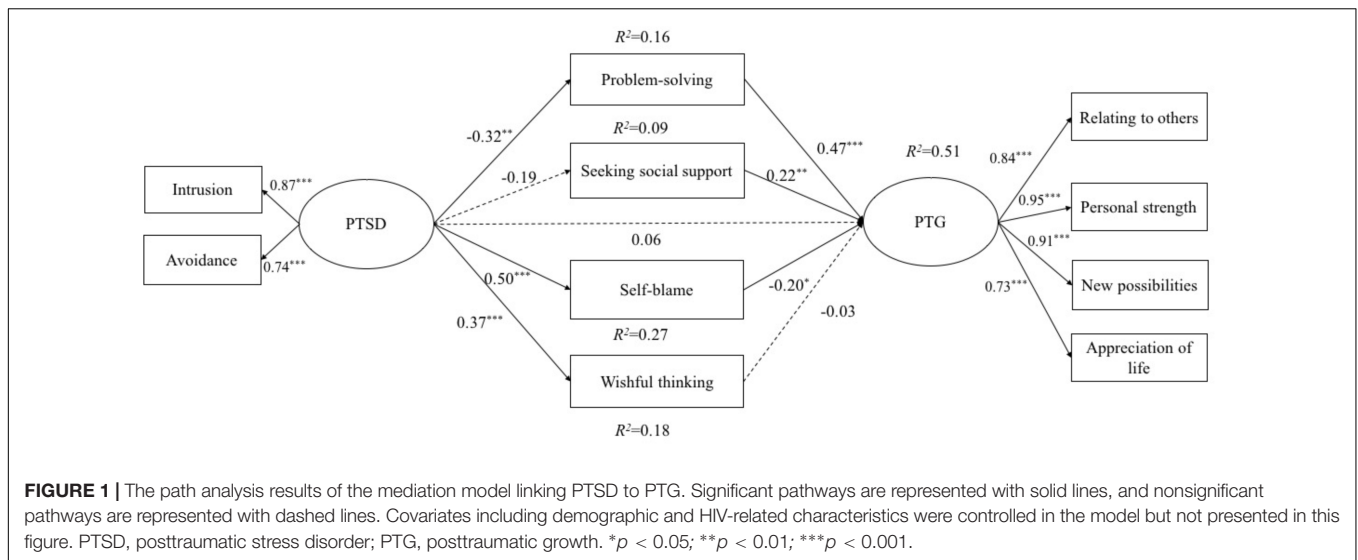 R²=0.16
Problem-solving
-0.32**
0.47***
R²=0.09
Seeking social support
-0.19
0.22**
Intrusion
0.87***
Avoidance
0.74***
PTSD
0.06
R²=0.51
PTG
0.50***
Self-blame
-0.20*
R²=0.27
0.37***
Wishful thinking
-0.03
R²=0.18
Relating to others
0.84***
Personal strength
0.95***
New possibilities
0.91***
Appreciation of
life
0.73***
FIGURE 1 | The path analysis results of the mediation model linking PTSD to PTG. Significant pathways are represented with solid lines, and nonsignificant
pathways are represented with dashed lines. Covariates including demographic and HIV-related characteristics were controlled in the model but not presented in this
figure. PTSD, posttraumatic stress disorder; PTG, posttraumatic growth. *p < 0.05; **p < 0.01; ***p < 0.001.